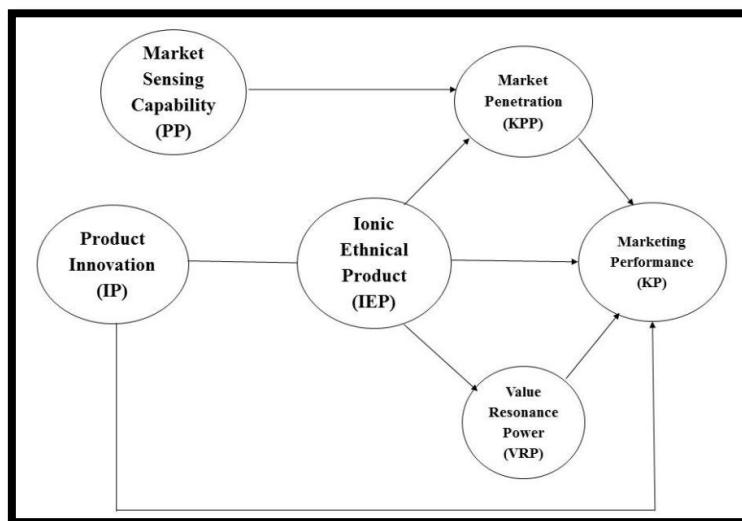 Market
Sensing
Capability
(PP)
Market
Penetration
(KPP)
Product
Innovation
(IP)
Ionic
Ethnical
Product
(IEP)
Marketing
Performance
(KP)
Value
Resonance
Power
(VRP)